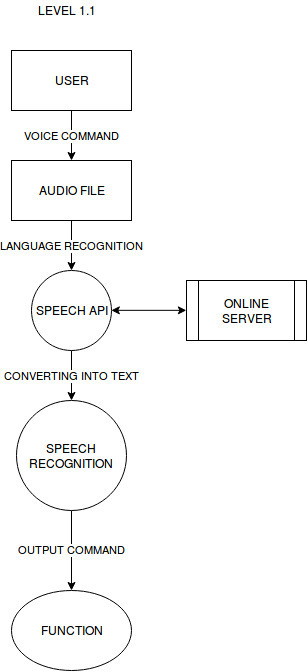 LEVEL 1.1
USER
VOICE COMMAND
AUDIO FILE
LANGUAGE RECOGNITION
SPEECH API
ONLINE
SERVER
CONVERTING INTO TEXT
SPEECH
RECOGNITION
OUTPUT COMMAND
FUNCTION